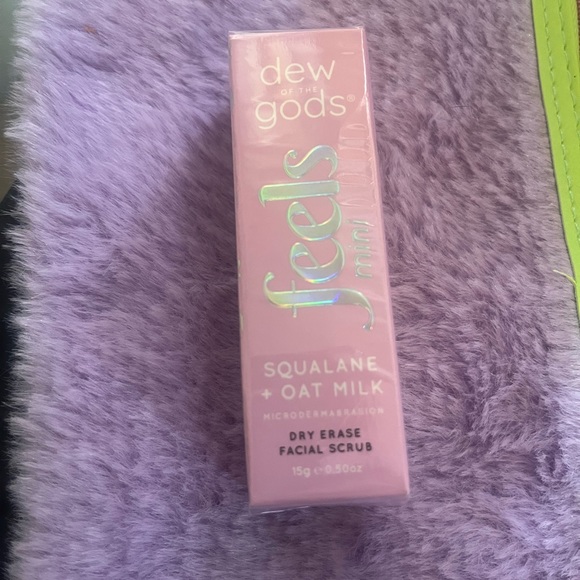 dew
OF THE
gods®
feels
mini
SQUALANE
+ OAT MILK
MICRODERMABRASION
DRY ERASE
FACIAL SCRUB
15g e 0.50oz